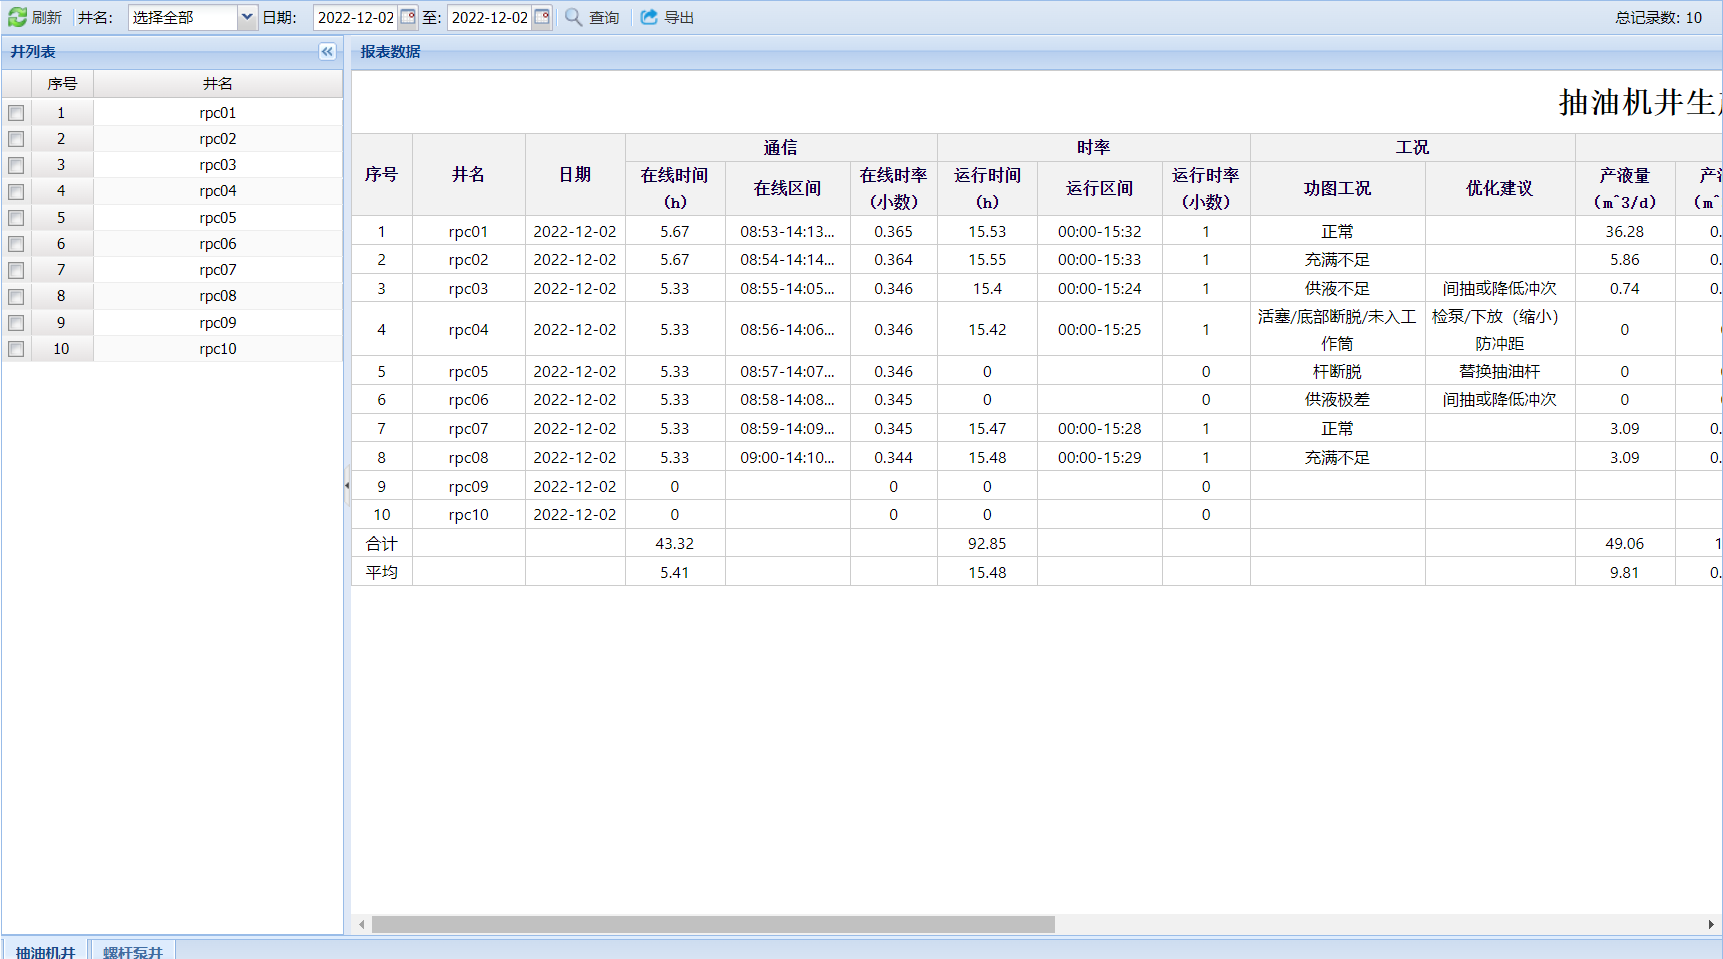 刷新 井名: 选择全部 日期: 2022-12-02 至: 2022-12-02 查询 导出 总记录数: 10
井列表 报表数据
序号 井名
1 rpc01
2 rpc02
3 rpc03
4 rpc04
5 rpc05
6 rpc06
7 rpc07
8 rpc08
9 rpc09
10 rpc10
抽油机井生
通信 时率 工况
序号 井名 日期 在线时间 (h) 在线区间 在线时率 (小数) 运行时间 (h) 运行区间 运行时率 (小数) 功图工况 优化建议 产液量 (m^3/d) 产 (m^
1 rpc01 2022-12-02 5.67 08:53-14:13... 0.365 15.53 00:00-15:32 1 正常 36.28 0.
2 rpc02 2022-12-02 5.67 08:54-14:14... 0.364 15.55 00:00-15:33 1 充满不足 5.86 0.
3 rpc03 2022-12-02 5.33 08:55-14:05... 0.346 15.4 00:00-15:24 1 供液不足 间抽或降低冲次 0.74 0.
4 rpc04 2022-12-02 5.33 08:56-14:06... 0.346 15.42 00:00-15:25 1 活塞/底部断脱/未入工作筒 检泵/下放（缩小）防冲距 0
5 rpc05 2022-12-02 5.33 08:57-14:07... 0.346 0 0 杆断脱 替换抽油杆 0
6 rpc06 2022-12-02 5.33 08:58-14:08... 0.345 0 0 供液极差 间抽或降低冲次 0
7 rpc07 2022-12-02 5.33 08:59-14:09... 0.345 15.47 00:00-15:28 1 正常 3.09 0.
8 rpc08 2022-12-02 5.33 09:00-14:10... 0.344 15.48 00:00-15:29 1 充满不足 3.09 0.
9 rpc09 2022-12-02 0 0 0 0
10 rpc10 2022-12-02 0 0 0 0
合计 43.32 92.85 49.06 1
平均 5.41 15.48 9.81 0.
抽油机井 螺杆泵井